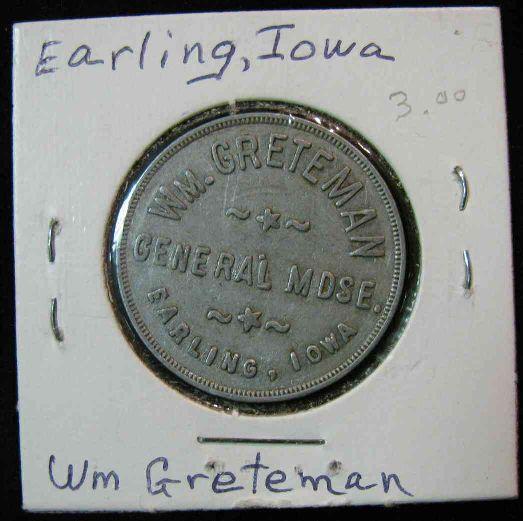 Earling, Iowa
3.00
WM. GRETEMAN
GENERAL MDSE.
EARLING, IOWA
Wm Greteman